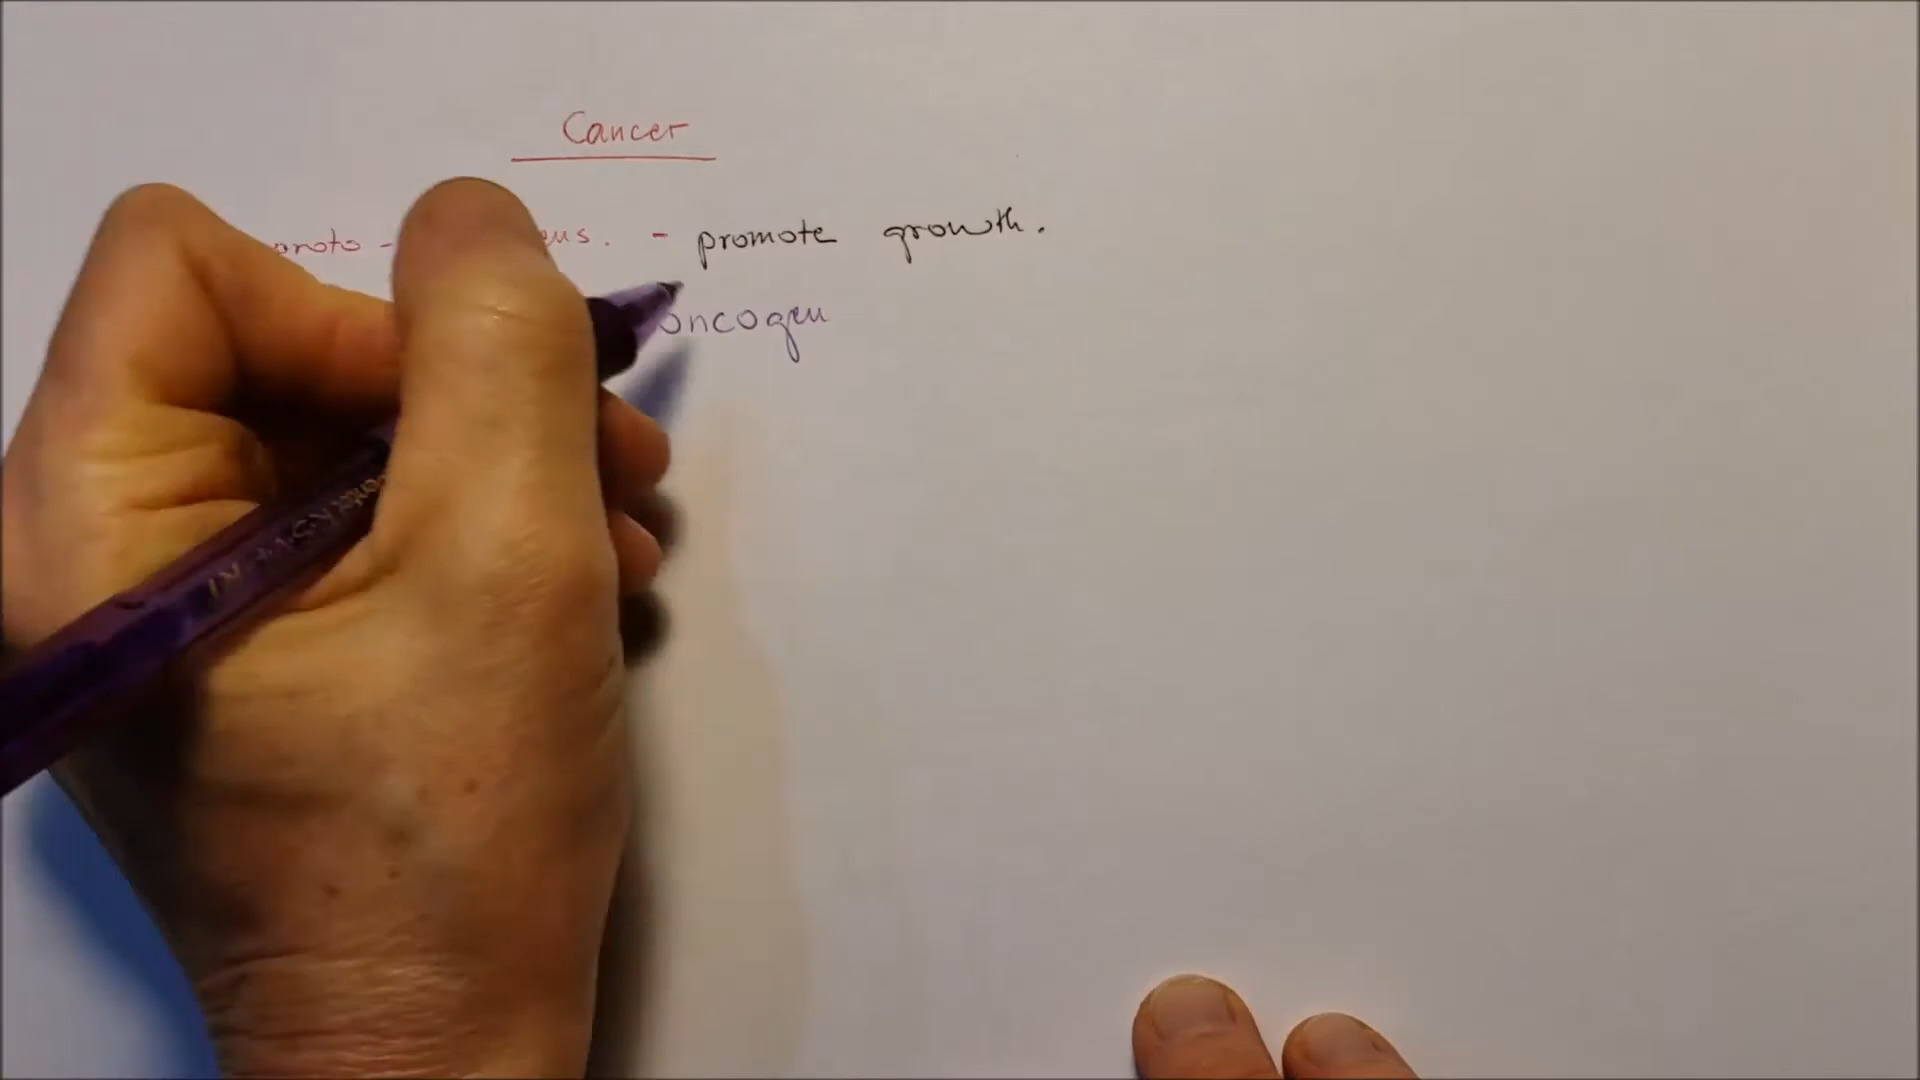 Cancer
proto - - promote growth.
oncogen